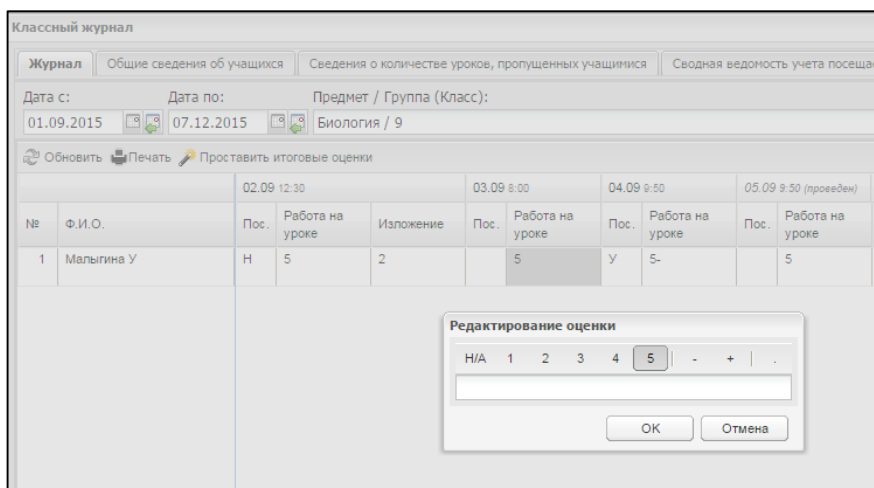 Классный журнал
Журнал Общие сведения об учащихся Сведения о количестве уроков, пропущенных учащимися Сводная ведомость учета посеща
Дата с: Дата по: Предмет / Группа (Класс):
01.09.2015 07.12.2015 Биология / 9
Обновить Печать Проставить итоговые оценки
02.09 12:30 03.09 8:00 04.09 9:50 05.09 9:50 (проведен)
№ Ф.И.О. Пос. Работа на уроке Изложение Пос. Работа на уроке Пос. Работа на уроке Пос. Работа на уроке
1 Малыгина У Н 5 2 5 У 5- 5
Редактирование оценки
Н/А 1 2 3 4 5 - + .
OK Отмена